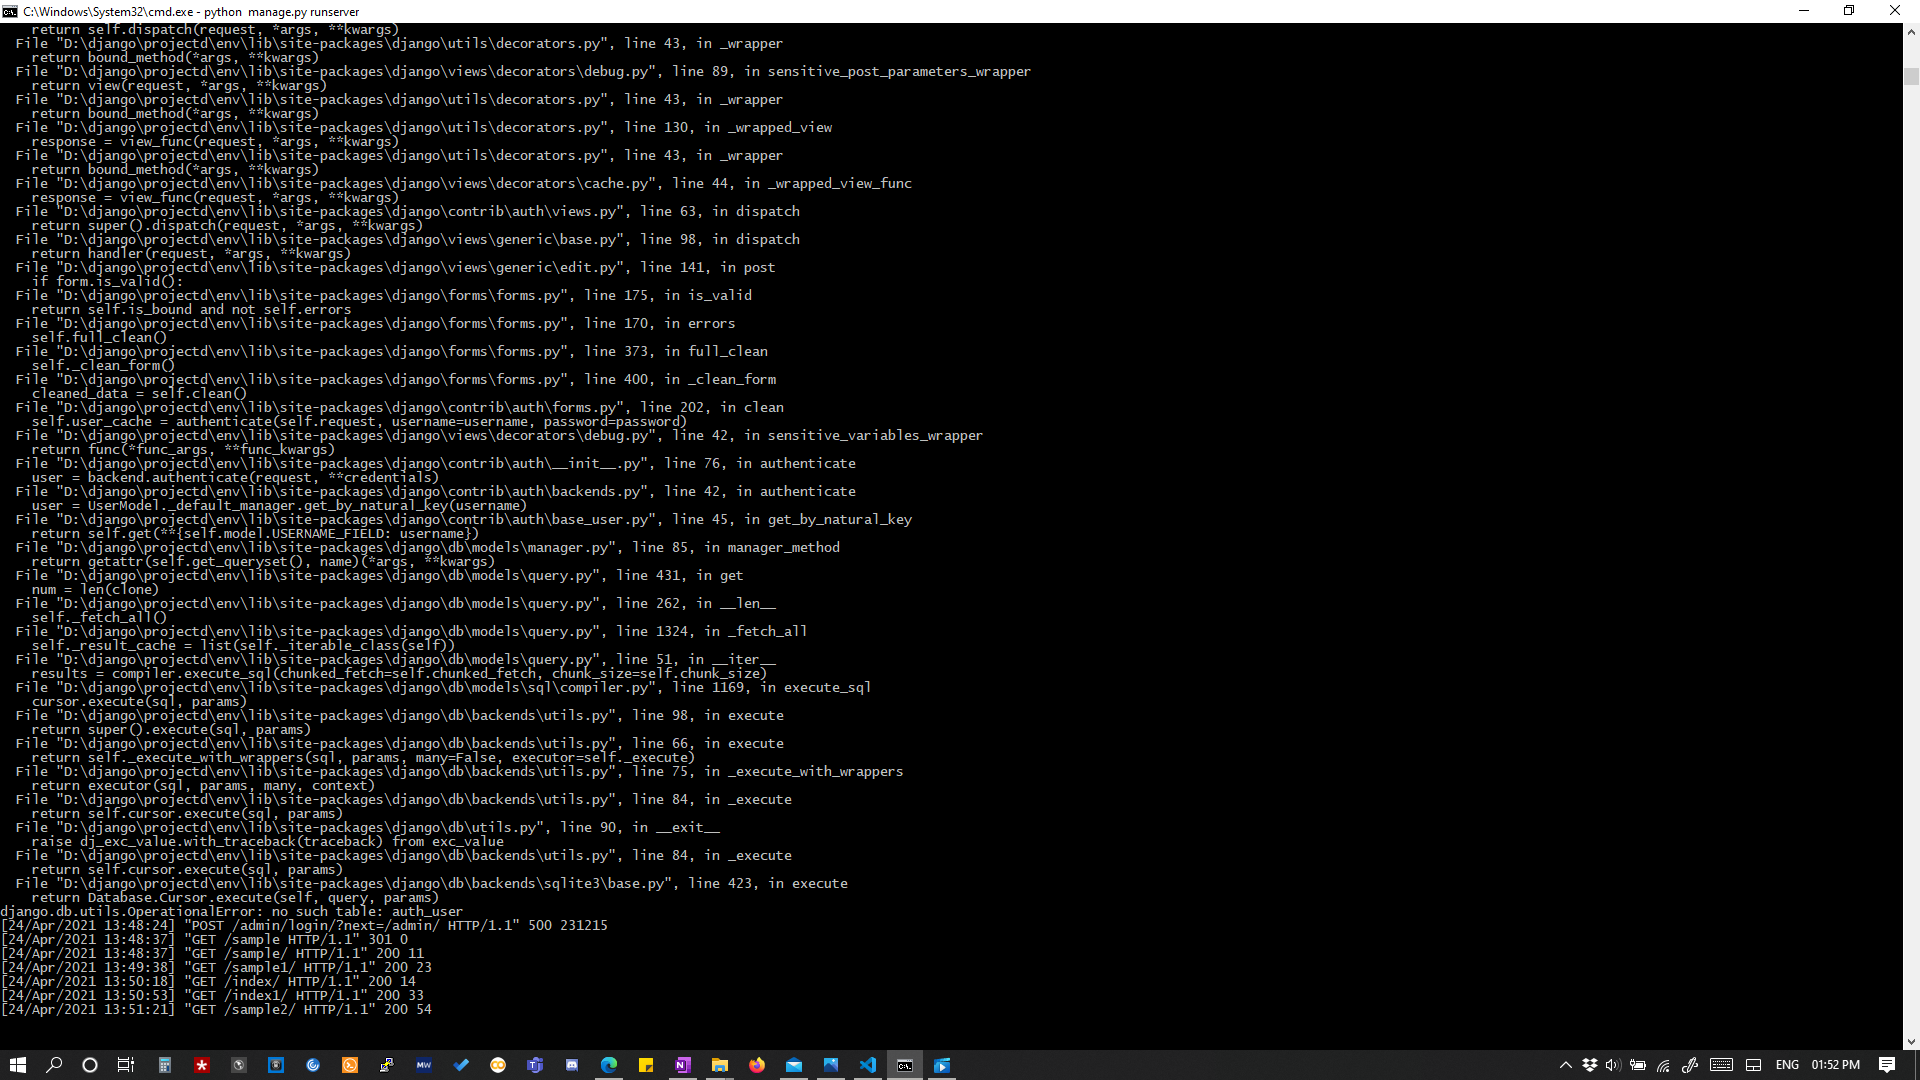 C:\Windows\System32\cmd.exe - python  manage.py runserver
    return self.dispatch(request, *args, **kwargs)
  File "D:\django\projectd\env\lib\site-packages\django\utils\decorators.py", line 43, in _wrapper
    return bound_method(*args, **kwargs)
  File "D:\django\projectd\env\lib\site-packages\django\views\decorators\debug.py", line 89, in sensitive_post_parameters_wrapper
    return view(request, *args, **kwargs)
  File "D:\django\projectd\env\lib\site-packages\django\utils\decorators.py", line 43, in _wrapper
    return bound_method(*args, **kwargs)
  File "D:\django\projectd\env\lib\site-packages\django\utils\decorators.py", line 130, in _wrapped_view
    response = view_func(request, *args, **kwargs)
  File "D:\django\projectd\env\lib\site-packages\django\utils\decorators.py", line 43, in _wrapper
    return bound_method(*args, **kwargs)
  File "D:\django\projectd\env\lib\site-packages\django\views\decorators\cache.py", line 44, in _wrapped_view_func
    response = view_func(request, *args, **kwargs)
  File "D:\django\projectd\env\lib\site-packages\django\contrib\auth\views.py", line 63, in dispatch
    return super().dispatch(request, *args, **kwargs)
  File "D:\django\projectd\env\lib\site-packages\django\views\generic\base.py", line 98, in dispatch
    return handler(request, *args, **kwargs)
  File "D:\django\projectd\env\lib\site-packages\django\views\generic\edit.py", line 141, in post
    if form.is_valid():
  File "D:\django\projectd\env\lib\site-packages\django\forms\forms.py", line 175, in is_valid
    return self.is_bound and not self.errors
  File "D:\django\projectd\env\lib\site-packages\django\forms\forms.py", line 170, in errors
    self.full_clean()
  File "D:\django\projectd\env\lib\site-packages\django\forms\forms.py", line 373, in full_clean
    self._clean_form()
  File "D:\django\projectd\env\lib\site-packages\django\forms\forms.py", line 400, in _clean_form
    cleaned_data = self.clean()
  File "D:\django\projectd\env\lib\site-packages\django\contrib\auth\forms.py", line 202, in clean
    self.user_cache = authenticate(self.request, username=username, password=password)
  File "D:\django\projectd\env\lib\site-packages\django\views\decorators\debug.py", line 42, in sensitive_variables_wrapper
    return func(*func_args, **func_kwargs)
  File "D:\django\projectd\env\lib\site-packages\django\contrib\auth\__init__.py", line 76, in authenticate
    user = backend.authenticate(request, **credentials)
  File "D:\django\projectd\env\lib\site-packages\django\contrib\auth\backends.py", line 42, in authenticate
    user = UserModel._default_manager.get_by_natural_key(username)
  File "D:\django\projectd\env\lib\site-packages\django\contrib\auth\base_user.py", line 45, in get_by_natural_key
    return self.get(**{self.model.USERNAME_FIELD: username})
  File "D:\django\projectd\env\lib\site-packages\django\db\models\manager.py", line 85, in manager_method
    return getattr(self.get_queryset(), name)(*args, **kwargs)
  File "D:\django\projectd\env\lib\site-packages\django\db\models\query.py", line 431, in get
    num = len(clone)
  File "D:\django\projectd\env\lib\site-packages\django\db\models\query.py", line 262, in __len__
    self._fetch_all()
  File "D:\django\projectd\env\lib\site-packages\django\db\models\query.py", line 1324, in _fetch_all
    self._result_cache = list(self._iterable_class(self))
  File "D:\django\projectd\env\lib\site-packages\django\db\models\query.py", line 51, in __iter__
    results = compiler.execute_sql(chunked_fetch=self.chunked_fetch, chunk_size=self.chunk_size)
  File "D:\django\projectd\env\lib\site-packages\django\db\models\sql\compiler.py", line 1169, in execute_sql
    cursor.execute(sql, params)
  File "D:\django\projectd\env\lib\site-packages\django\db\backends\utils.py", line 98, in execute
    return super().execute(sql, params)
  File "D:\django\projectd\env\lib\site-packages\django\db\backends\utils.py", line 66, in execute
    return self._execute_with_wrappers(sql, params, many=False, executor=self._execute)
  File "D:\django\projectd\env\lib\site-packages\django\db\backends\utils.py", line 75, in _execute_with_wrappers
    return executor(sql, params, many, context)
  File "D:\django\projectd\env\lib\site-packages\django\db\backends\utils.py", line 84, in _execute
    return self.cursor.execute(sql, params)
  File "D:\django\projectd\env\lib\site-packages\django\db\utils.py", line 90, in __exit__
    raise dj_exc_value.with_traceback(traceback) from exc_value
  File "D:\django\projectd\env\lib\site-packages\django\db\backends\utils.py", line 84, in _execute
    return self.cursor.execute(sql, params)
  File "D:\django\projectd\env\lib\site-packages\django\db\backends\sqlite3\base.py", line 423, in execute
    return Database.Cursor.execute(self, query, params)
django.db.utils.OperationalError: no such table: auth_user
[24/Apr/2021 13:48:24] "POST /admin/login/?next=/admin/ HTTP/1.1" 500 231215
[24/Apr/2021 13:48:37] "GET /sample HTTP/1.1" 301 0
[24/Apr/2021 13:48:37] "GET /sample/ HTTP/1.1" 200 11
[24/Apr/2021 13:49:38] "GET /sample1/ HTTP/1.1" 200 23
[24/Apr/2021 13:50:18] "GET /index/ HTTP/1.1" 200 14
[24/Apr/2021 13:50:53] "GET /index1/ HTTP/1.1" 200 33
[24/Apr/2021 13:51:21] "GET /sample2/ HTTP/1.1" 200 54
MW
ENG
01:52 PM